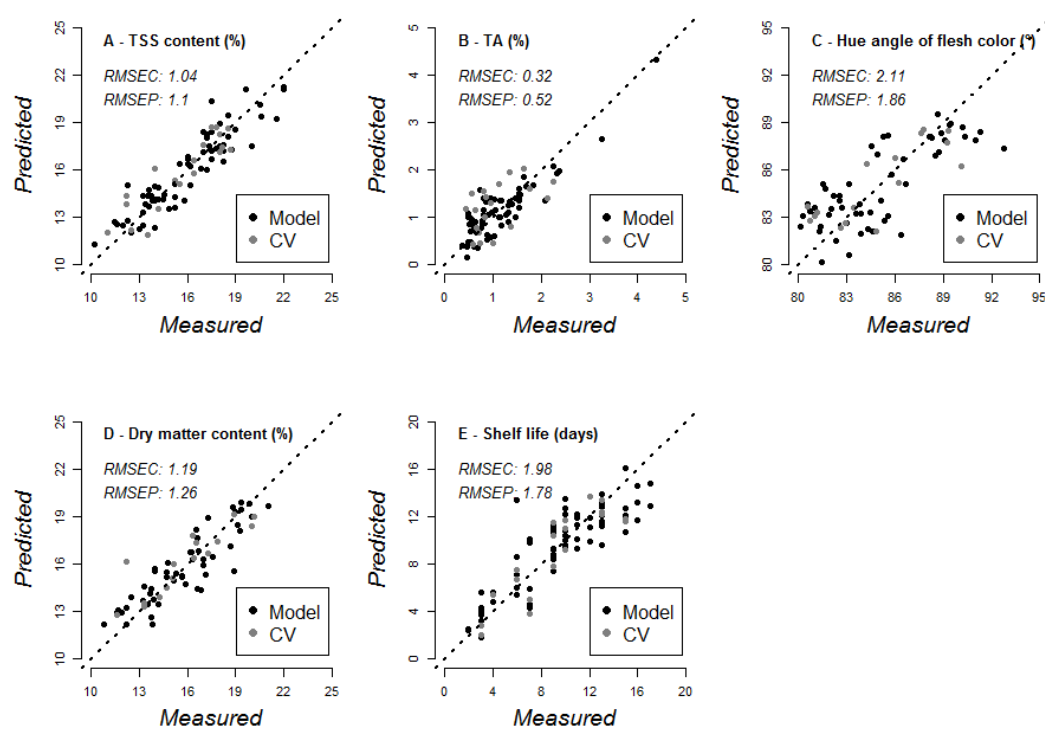 A - TSS content (%)
RMSEC: 1.04
RMSEP: 1.1
Predicted
10 13 16 19 22 25
Model
CV
10 13 16 19 22 25
Measured
B - TA (%)
RMSEC: 0.32
RMSEP: 0.52
Predicted
0 1 2 3 4 5
Model
CV
0 1 2 3 4 5
Measured
C - Hue angle of flesh color (°)
RMSEC: 2.11
RMSEP: 1.86
Predicted
80 83 86 89 92 95
Model
CV
80 83 86 89 92 95
Measured
D - Dry matter content (%)
RMSEC: 1.19
RMSEP: 1.26
Predicted
10 13 16 19 22 25
Model
CV
10 13 16 19 22 25
Measured
E - Shelf life (days)
RMSEC: 1.98
RMSEP: 1.78
Predicted
0 4 8 12 16 20
Model
CV
0 4 8 12 16 20
Measured